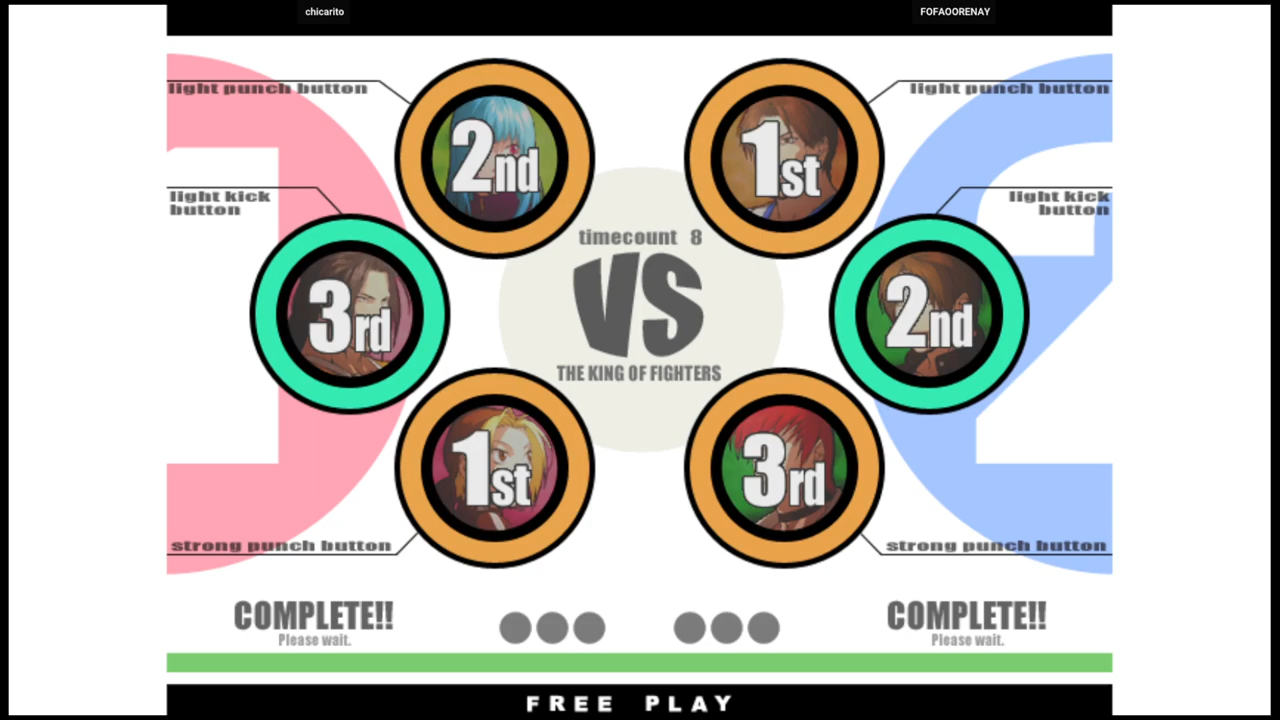 chicarito
FOFAOORENAY
light punch button
light punch button
2nd
1st
light kick
button
light kick
button
timecount 8
VS
THE KING OF FIGHTERS
3rd
2nd
1st
3rd
strong punch button
strong punch button
COMPLETE!!
Please wait.
COMPLETE!!
Please wait.
FREE PLAY